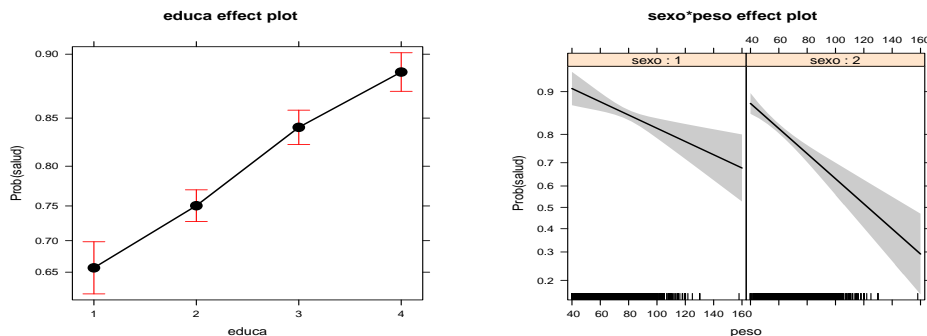 educa effect plot
Prob(salud)
0.90
0.85
0.80
0.75
0.70
0.65
1 2 3 4
educa
sexo*peso effect plot
40 60 80 100 120 140 160
sexo : 1 sexo : 2
Prob(salud)
0.9
0.8
0.7
0.6
0.5
0.4
0.3
0.2
40 60 80 100 120 140 160
peso